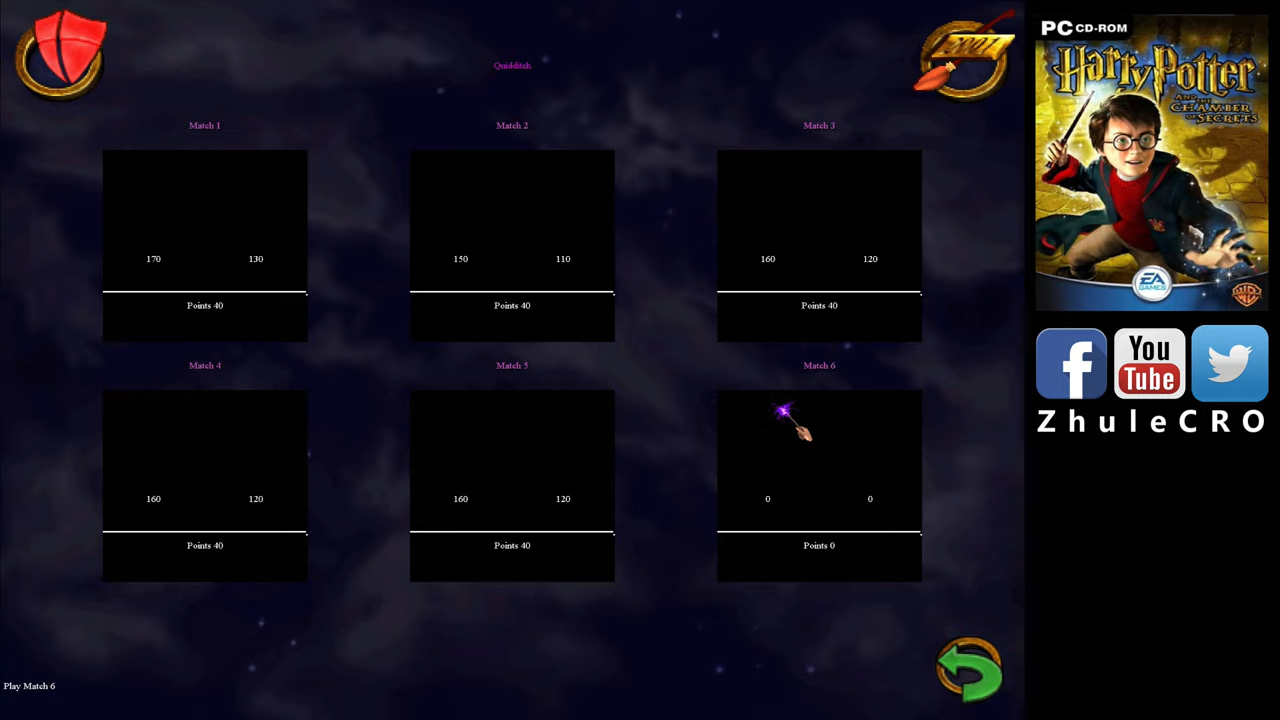 Quidditch
2001
Match 1
Match 2
Match 3
170 130
150 110
160 120
Points 40
Points 40
Points 40
Match 4
Match 5
Match 6
160 120
160 120
0 0
Points 40
Points 40
Points 0
Play Match 6
PC CD-ROM
Harry Potter
AND THE
CHAMBER
OF SECRETS
EA
GAMES
WB
f
You
Tube
ZhuleCRO